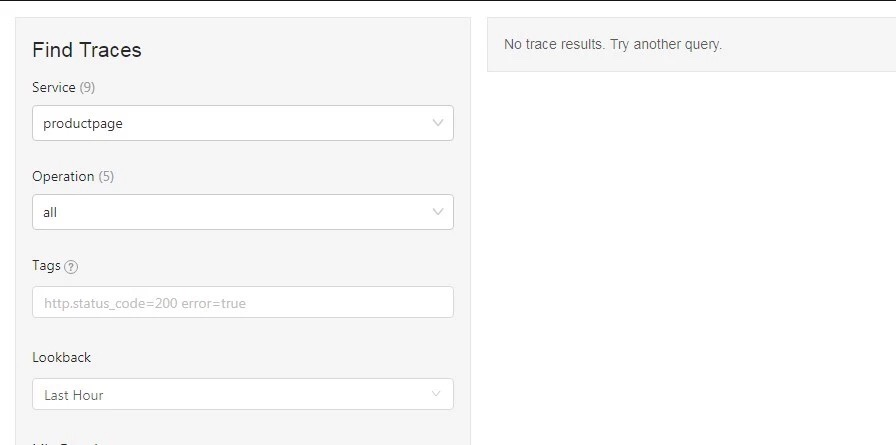 Find Traces
Service (9)
productpage
Operation (5)
all
Tags ?
http.status_code=200 error=true
Lookback
Last Hour
No trace results. Try another query.